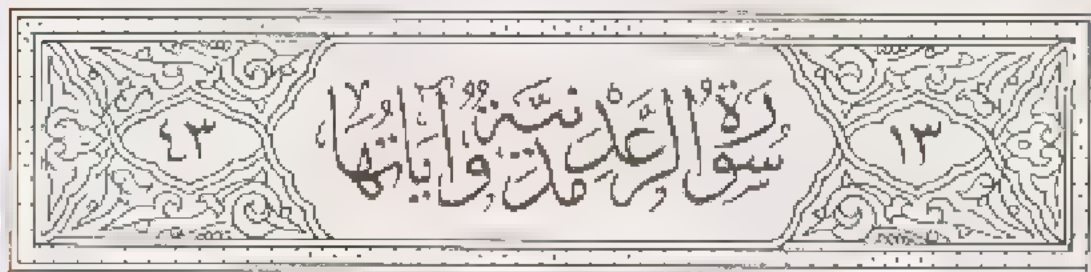 ١٣
سُورَةُ الرَّعْدِ مَدَنِيَّةٌ وَآيَاتُهَا
٤٣